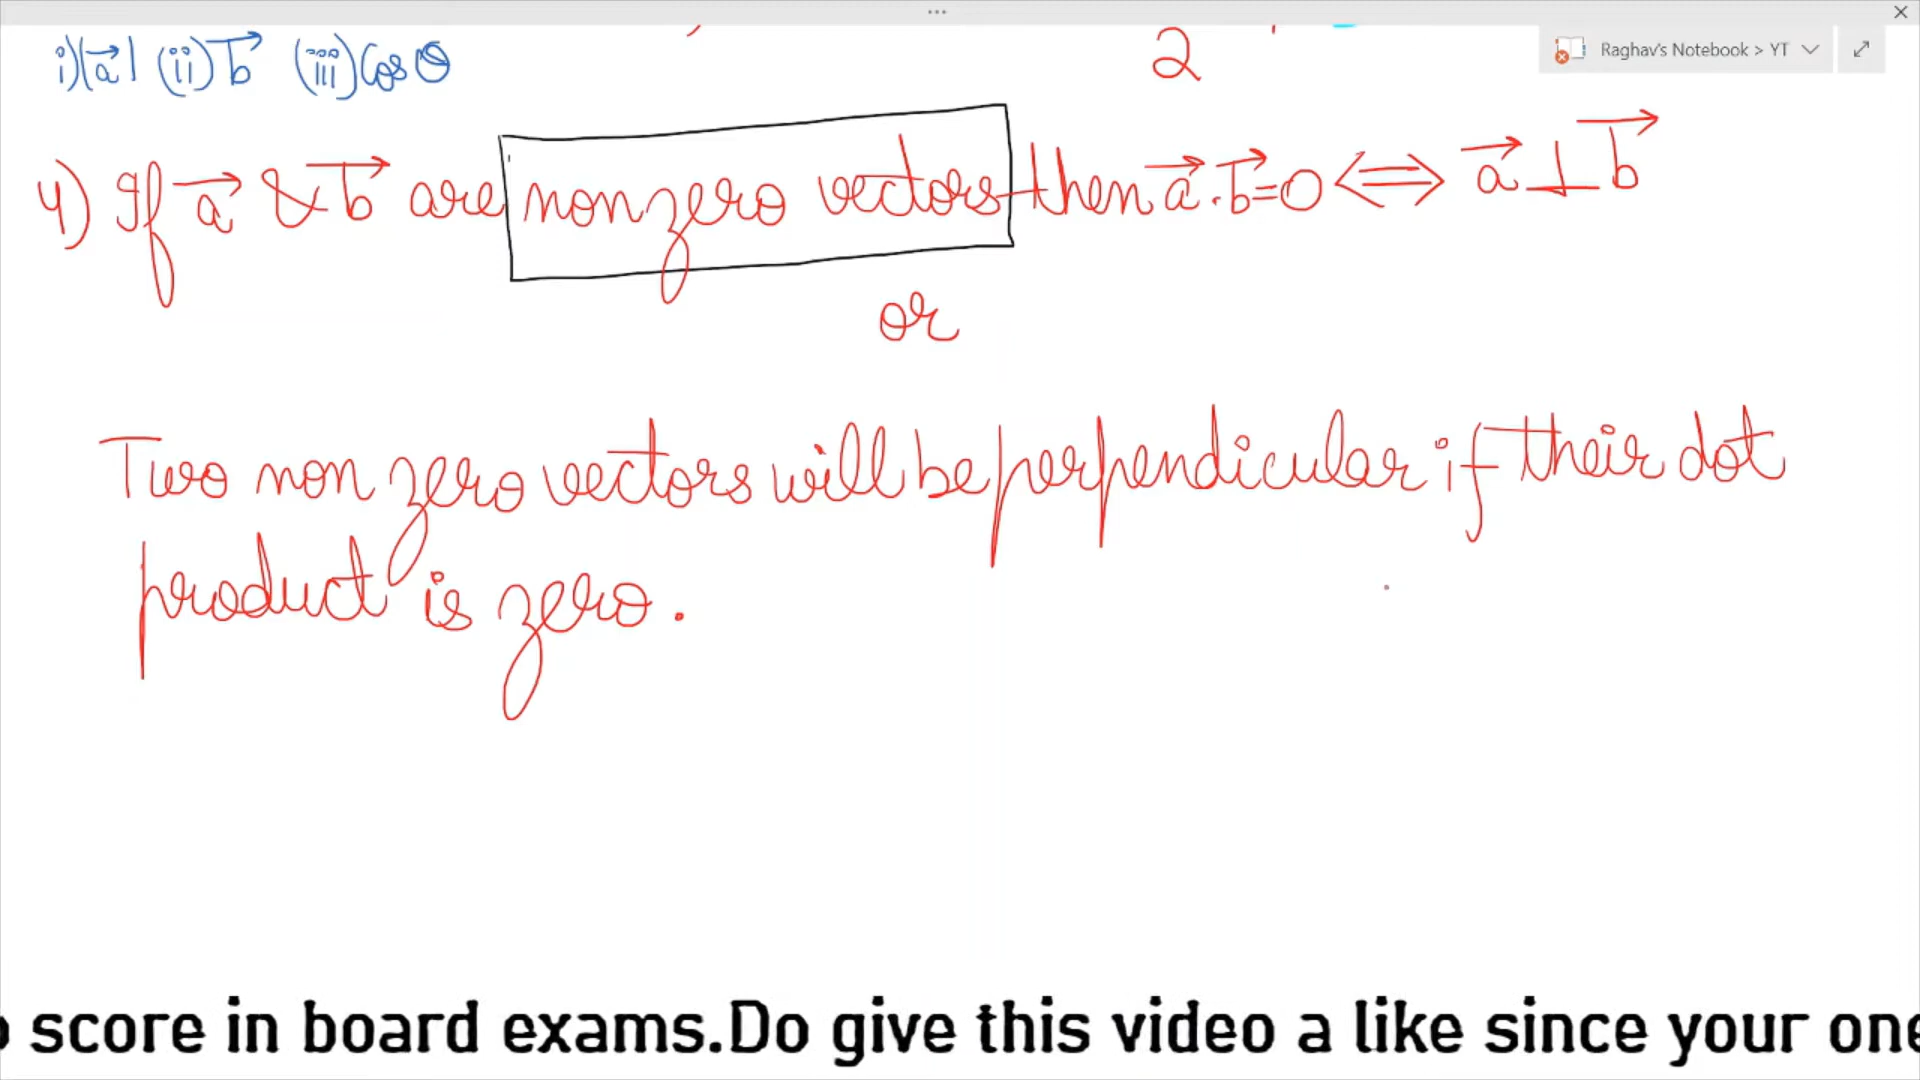 Raghav's Notebook > YT
i)|a⃗| (ii) b⃗ (iii) Cos θ
2
4) If a⃗ & b⃗ are non zero vectors then a⃗.b⃗=0 ⟺ a⃗ ⊥ b⃗
or
Two non zero vectors will be perpendicular if their dot
product is zero.
score in board exams.Do give this video a like since your one